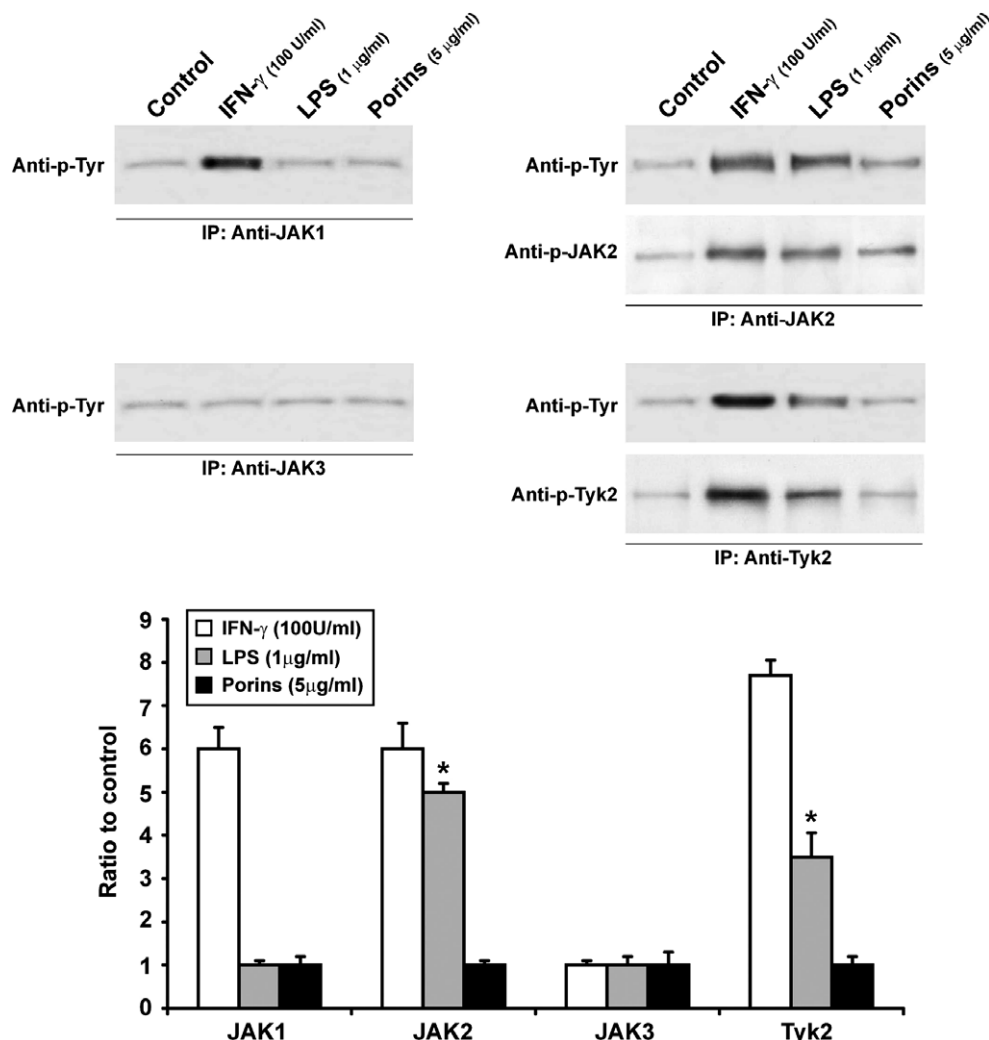 Control IFN-γ (100 U/ml) LPS (1 μg/ml) Porins (5 μg/ml)
Anti-p-Tyr
IP: Anti-JAK1
Control IFN-γ (100 U/ml) LPS (1 μg/ml) Porins (5 μg/ml)
Anti-p-Tyr
Anti-p-JAK2
IP: Anti-JAK2
Anti-p-Tyr
IP: Anti-JAK3
Anti-p-Tyr
Anti-p-Tyk2
IP: Anti-Tyk2
Ratio to control
9
8
7
6
5
4
3
2
1
0
IFN-γ (100U/ml)
LPS (1μg/ml)
Porins (5μg/ml)
*
*
JAK1 JAK2 JAK3 Tyk2